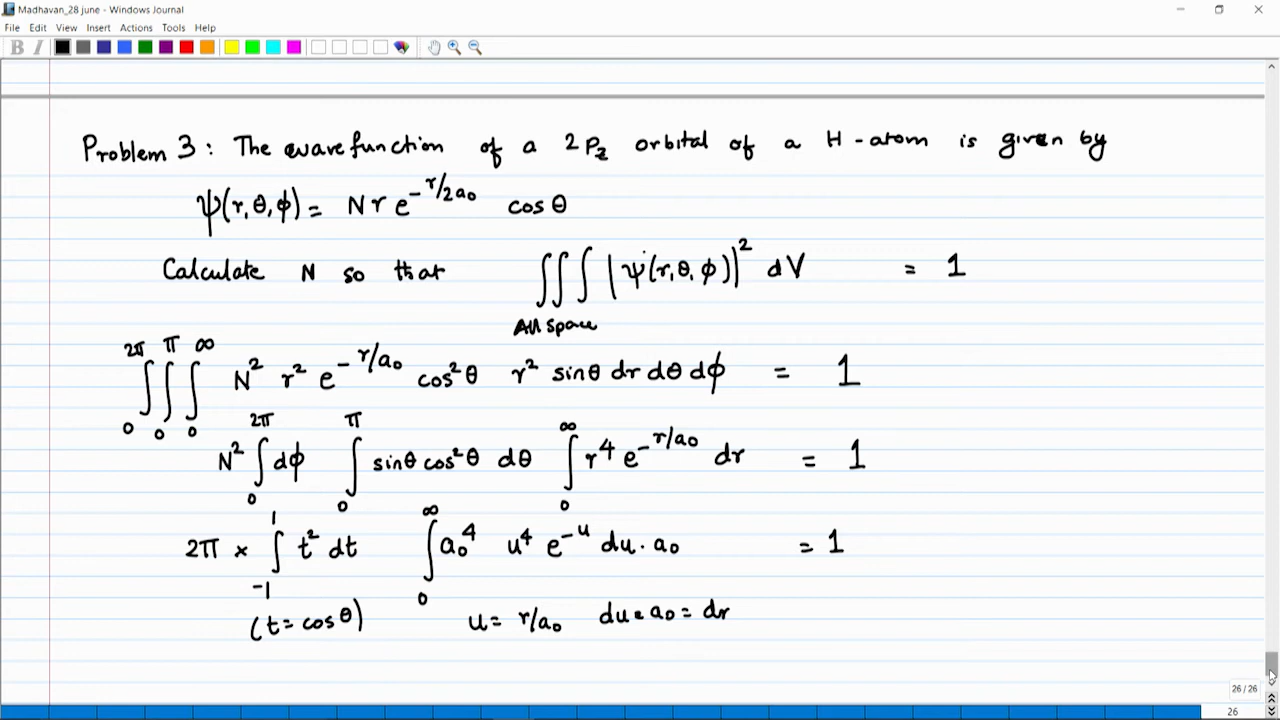 Madhavan_28 june - Windows Journal
File Edit View Insert Actions Tools Help
B I
Problem 3 : The wavefunction of a 2Pz orbital of a H-atom is given by
ψ(r,θ,ϕ) = N r e^{-r/2a₀} cos θ
Calculate N so that ∫∫∫ |ψ(r,θ,ϕ)|² dV = 1
All space
∫₀^{2π} ∫₀^{π} ∫₀^{∞} N² r² e^{-r/a₀} cos²θ r² sinθ dr dθ dϕ = 1
N² ∫₀^{2π} dϕ ∫₀^{π} sinθ cos²θ dθ ∫₀^{∞} r⁴ e^{-r/a₀} dr = 1
2π × ∫₋₁^{1} t² dt ∫₀^{∞} a₀⁴ u⁴ e^{-u} du · a₀ = 1
(t = cos θ) u = r/a₀ du • a₀ = dr
26 / 26
26